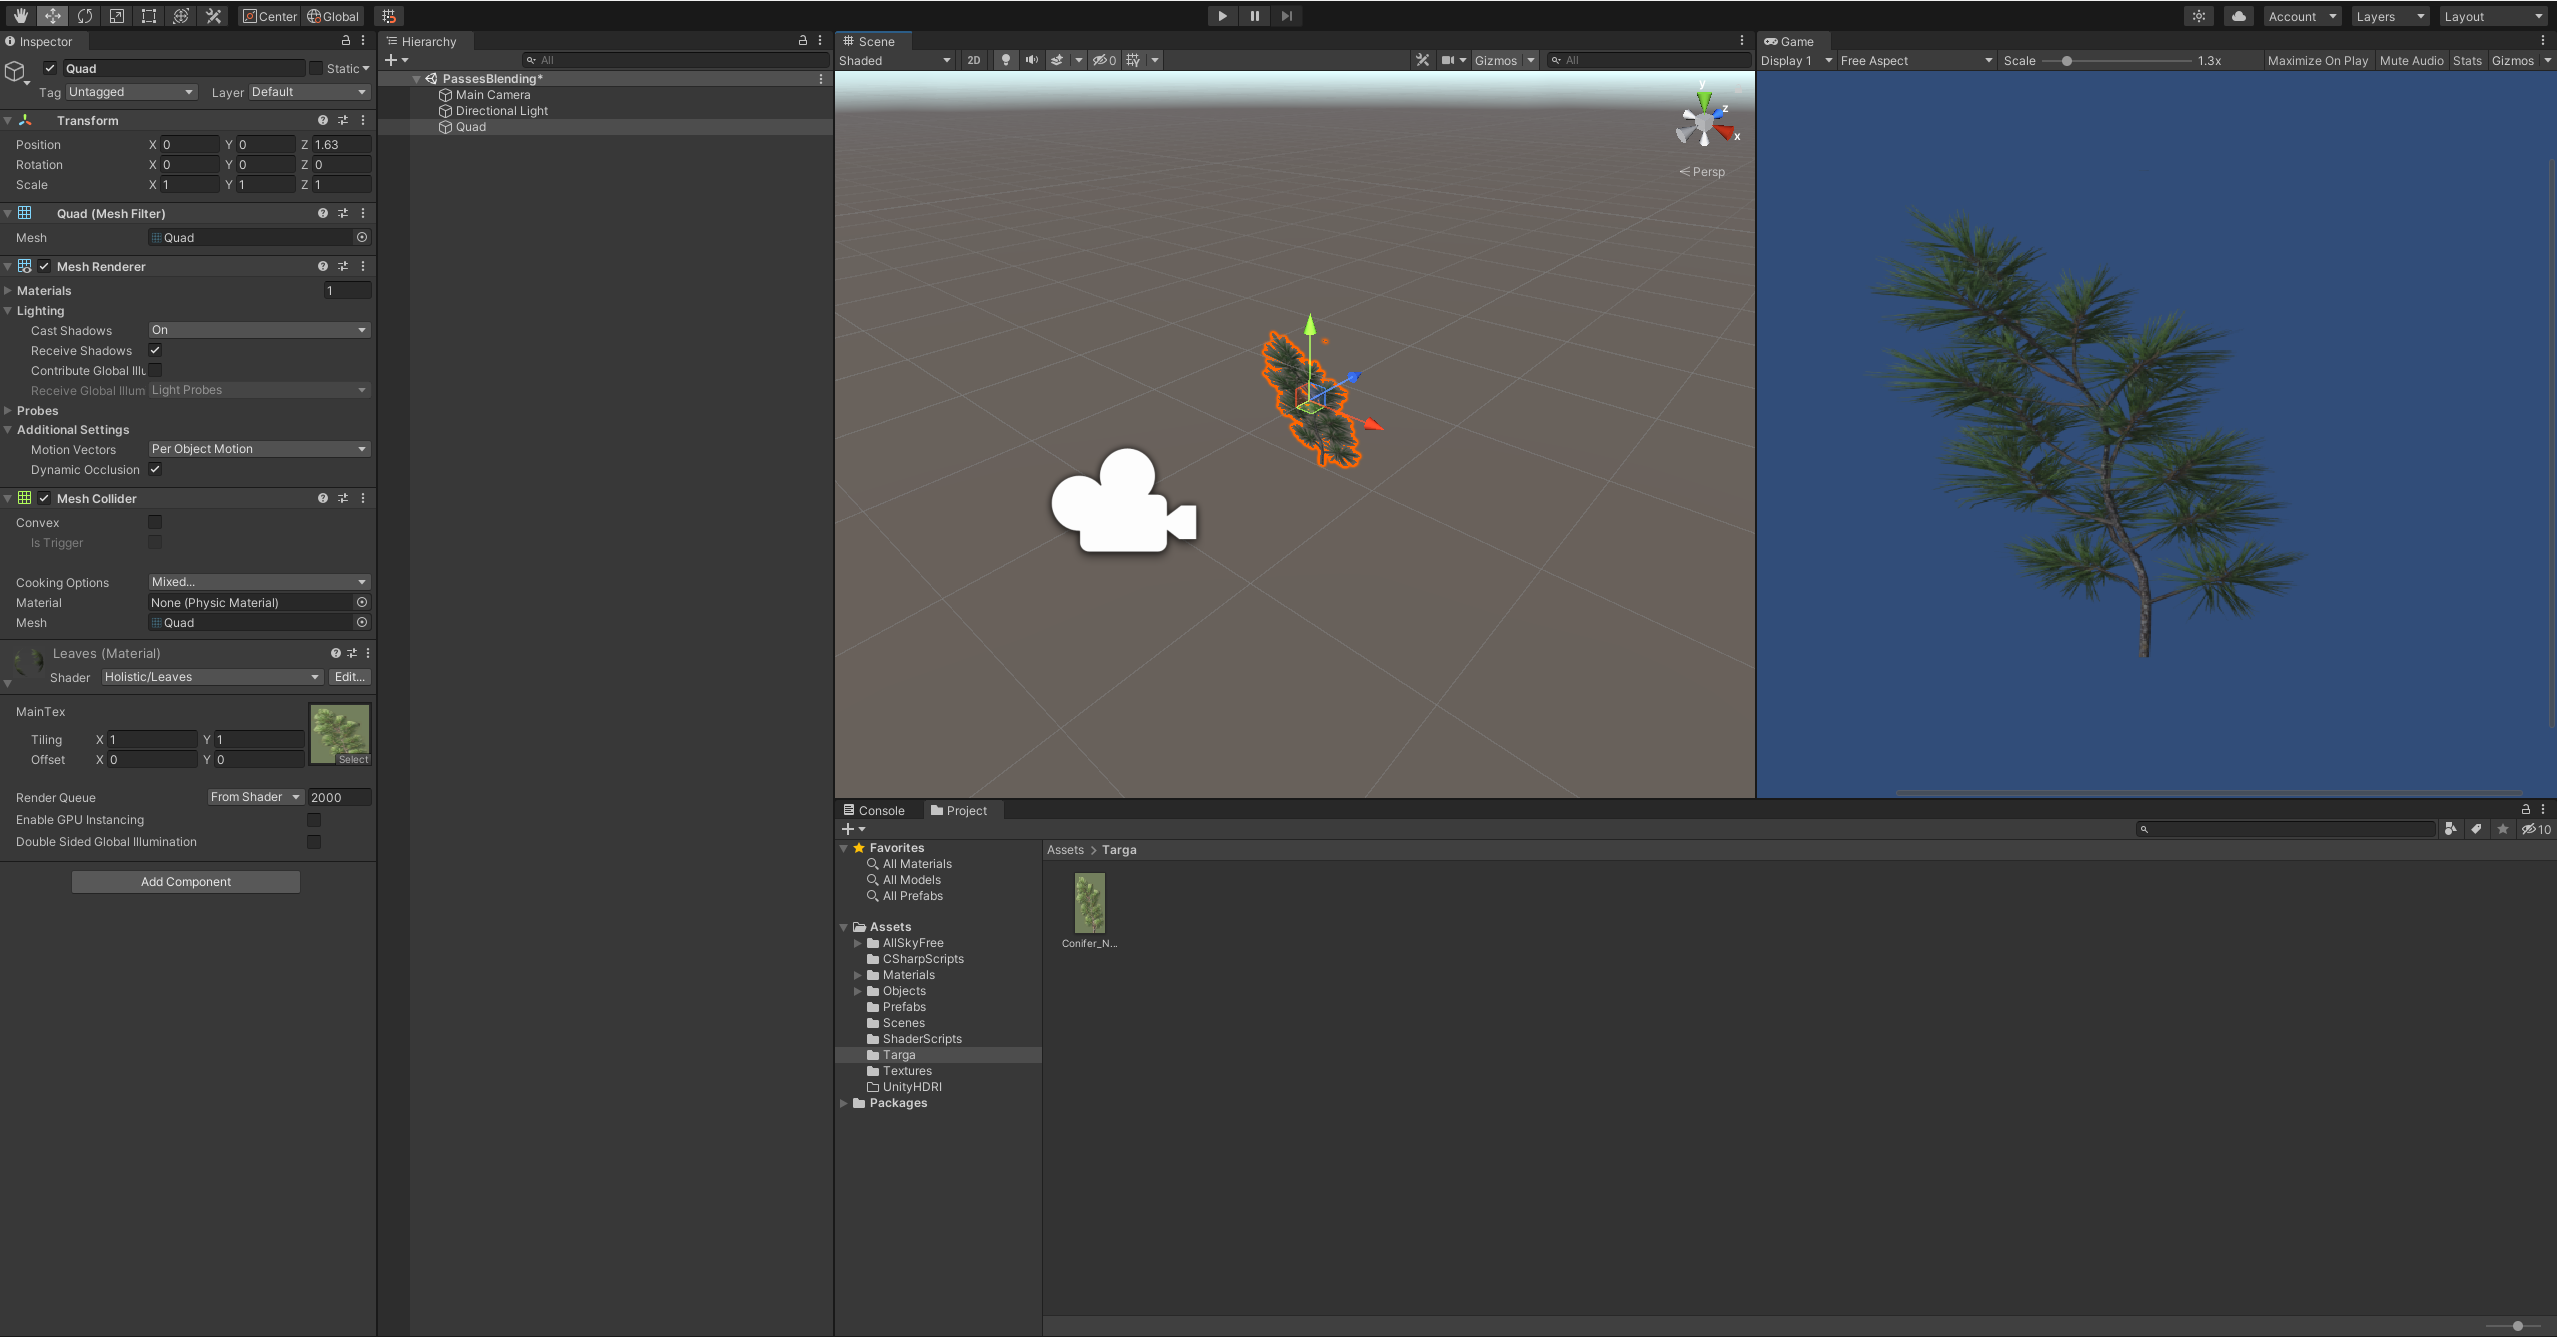 Center Global
Account Layers Layout
Inspector
Quad Static
Tag Untagged Layer Default
Transform
Position X 0 Y 0 Z 1.63
Rotation X 0 Y 0 Z 0
Scale X 1 Y 1 Z 1
Quad (Mesh Filter)
Mesh Quad
Mesh Renderer
Materials 1
Lighting
Cast Shadows On
Receive Shadows
Contribute Global Illu
Receive Global Illum Light Probes
Probes
Additional Settings
Motion Vectors Per Object Motion
Dynamic Occlusion
Mesh Collider
Convex
Is Trigger
Cooking Options Mixed...
Material None (Physic Material)
Mesh Quad
Leaves (Material)
Shader Holistic/Leaves Edit...
MainTex
Tiling X 1 Y 1
Offset X 0 Y 0
Select
Render Queue From Shader 2000
Enable GPU Instancing
Double Sided Global Illumination
Add Component
Hierarchy
All
PassesBlending*
Main Camera
Directional Light
Quad
Scene
Shaded 2D 0 Gizmos All
y
z
x
Persp
Game
Display 1 Free Aspect Scale 1.3x Maximize On Play Mute Audio Stats Gizmos
Console Project
10
Favorites
All Materials
All Models
All Prefabs
Assets
AllSkyFree
CSharpScripts
Materials
Objects
Prefabs
Scenes
ShaderScripts
Targa
Textures
UnityHDRI
Packages
Assets > Targa
Conifer_N...